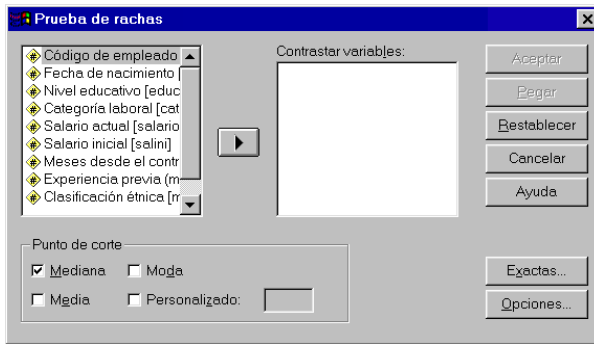 Prueba de rachas
Código de empleado
Fecha de nacimiento [
Nivel educativo [educ
Categoría laboral [cat
Salario actual [salario
Salario inicial [salini]
Meses desde el contr
Experiencia previa (m
Clasificación étnica [m
Contrastar variables:
Aceptar
Pegar
Restablecer
Cancelar
Ayuda
Punto de corte
Mediana Moda
Media Personalizado:
Exactas...
Opciones...